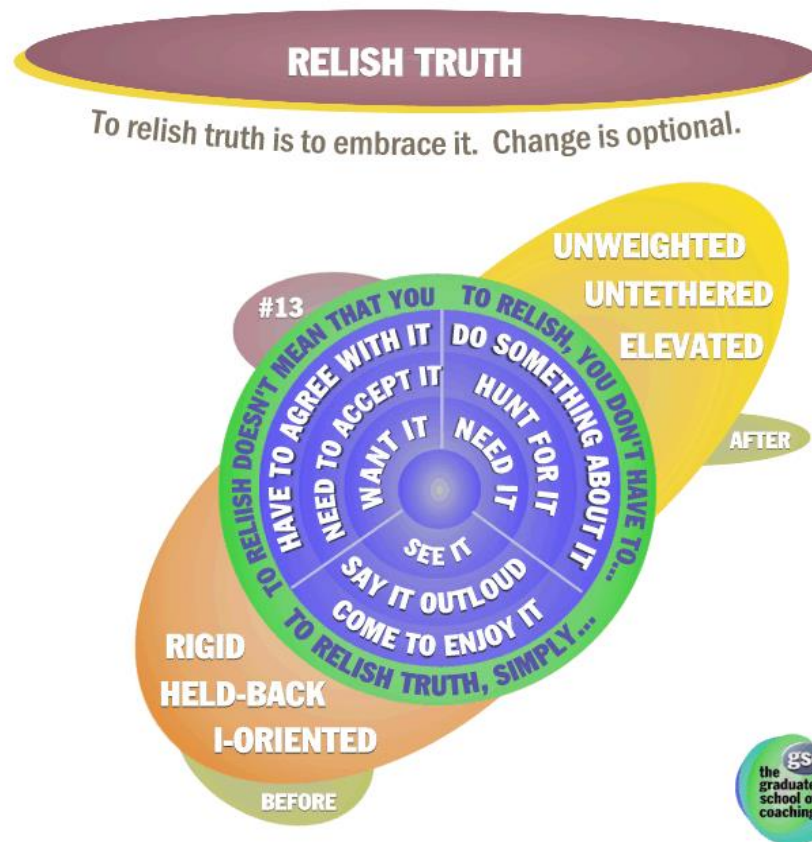 RELISH TRUTH
To relish truth is to embrace it. Change is optional.
UNWEIGHTED
UNTETHERED
ELEVATED
AFTER
#13
TO RELIISH DOESN'T MEAN THAT YOU
HAVE TO AGREE WITH IT
NEED TO ACCEPT IT
WANT IT
TO RELISH, YOU DON'T HAVE TO...
DO SOMETHING ABOUT IT
HUNT FOR IT
NEED IT
SEE IT
SAY IT OUTLOUD
COME TO ENJOY IT
TO RELISH TRUTH, SIMPLY...
RIGID
HELD-BACK
I-ORIENTED
BEFORE
the
graduate
school o
coaching